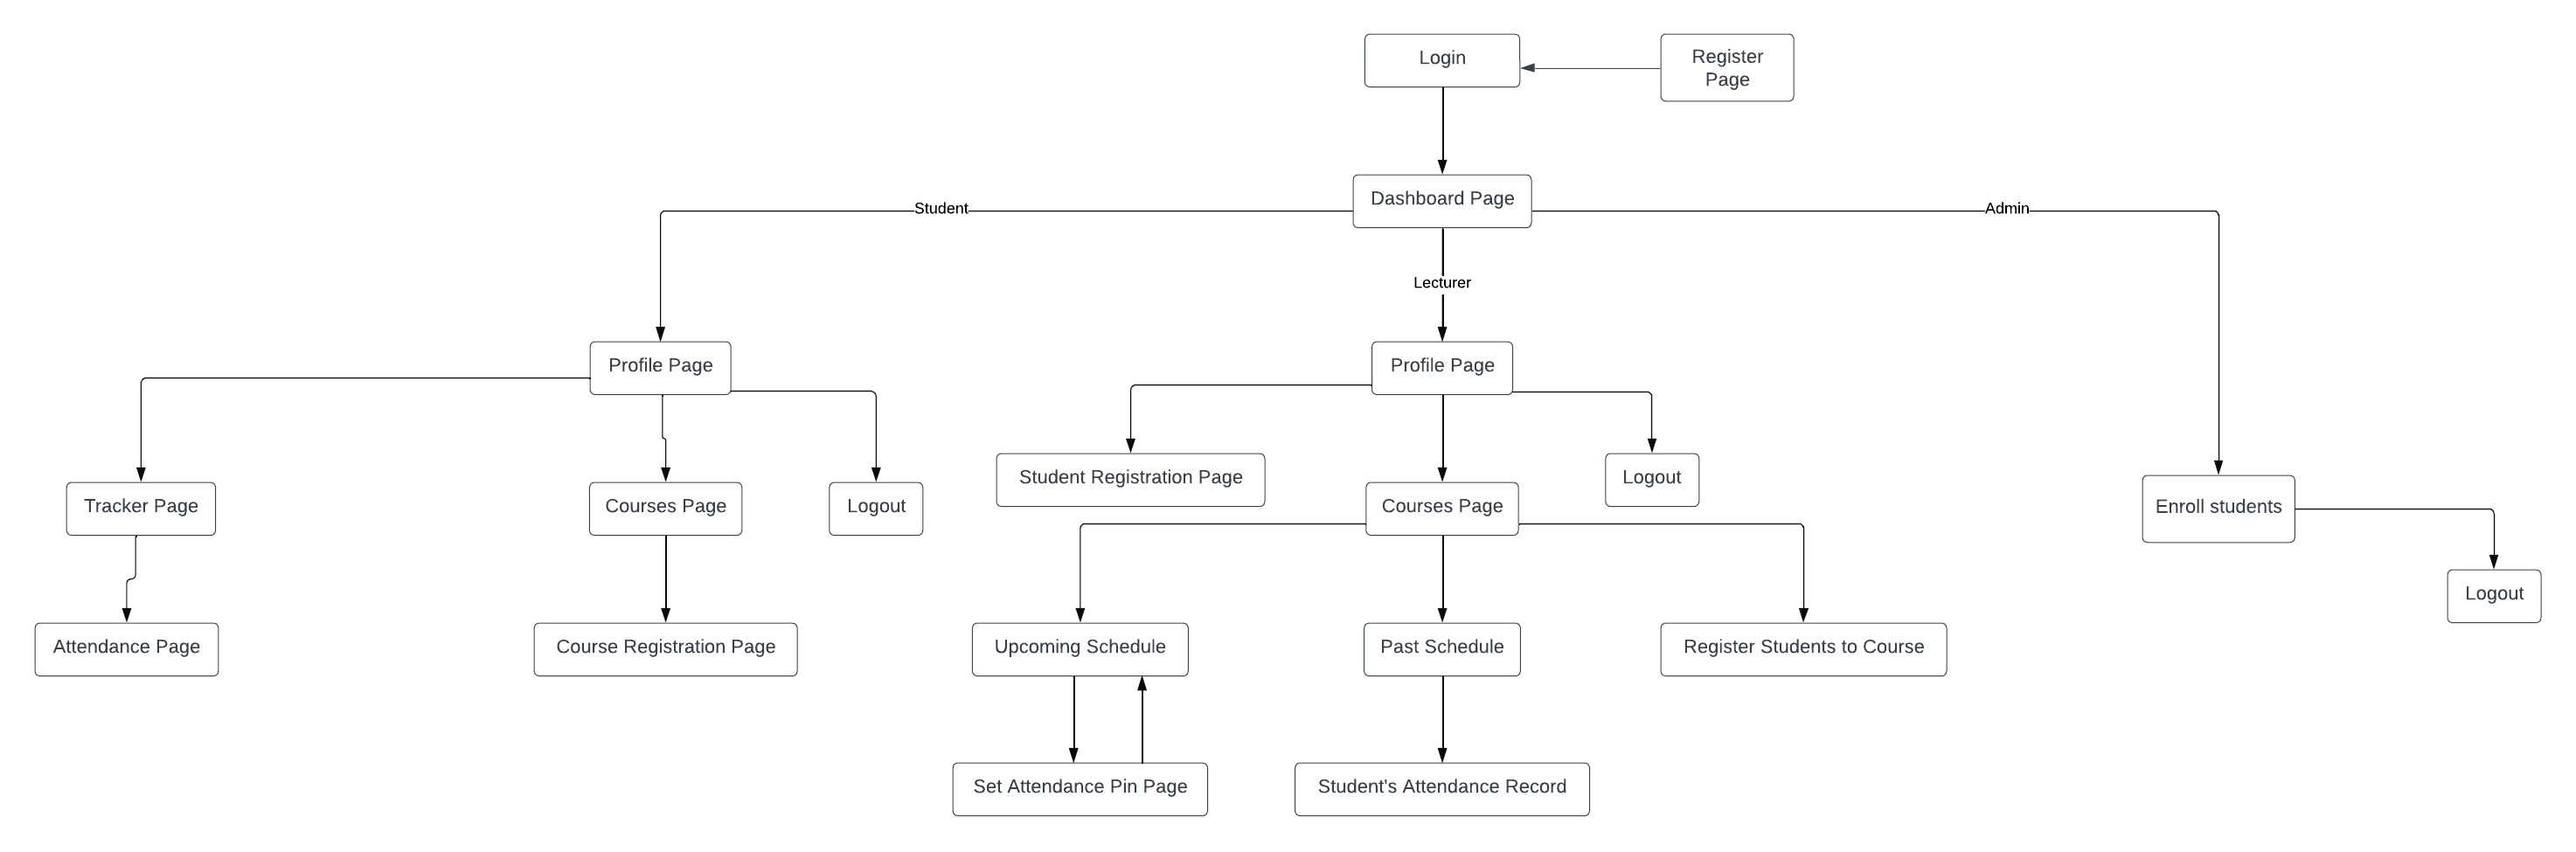 Login
Register
Page
Dashboard Page
Student
Admin
Lecturer
Profile Page
Profile Page
Student Registration Page
Logout
Tracker Page
Courses Page
Logout
Courses Page
Enroll students
Logout
Attendance Page
Course Registration Page
Upcoming Schedule
Past Schedule
Register Students to Course
Set Attendance Pin Page
Student's Attendance Record